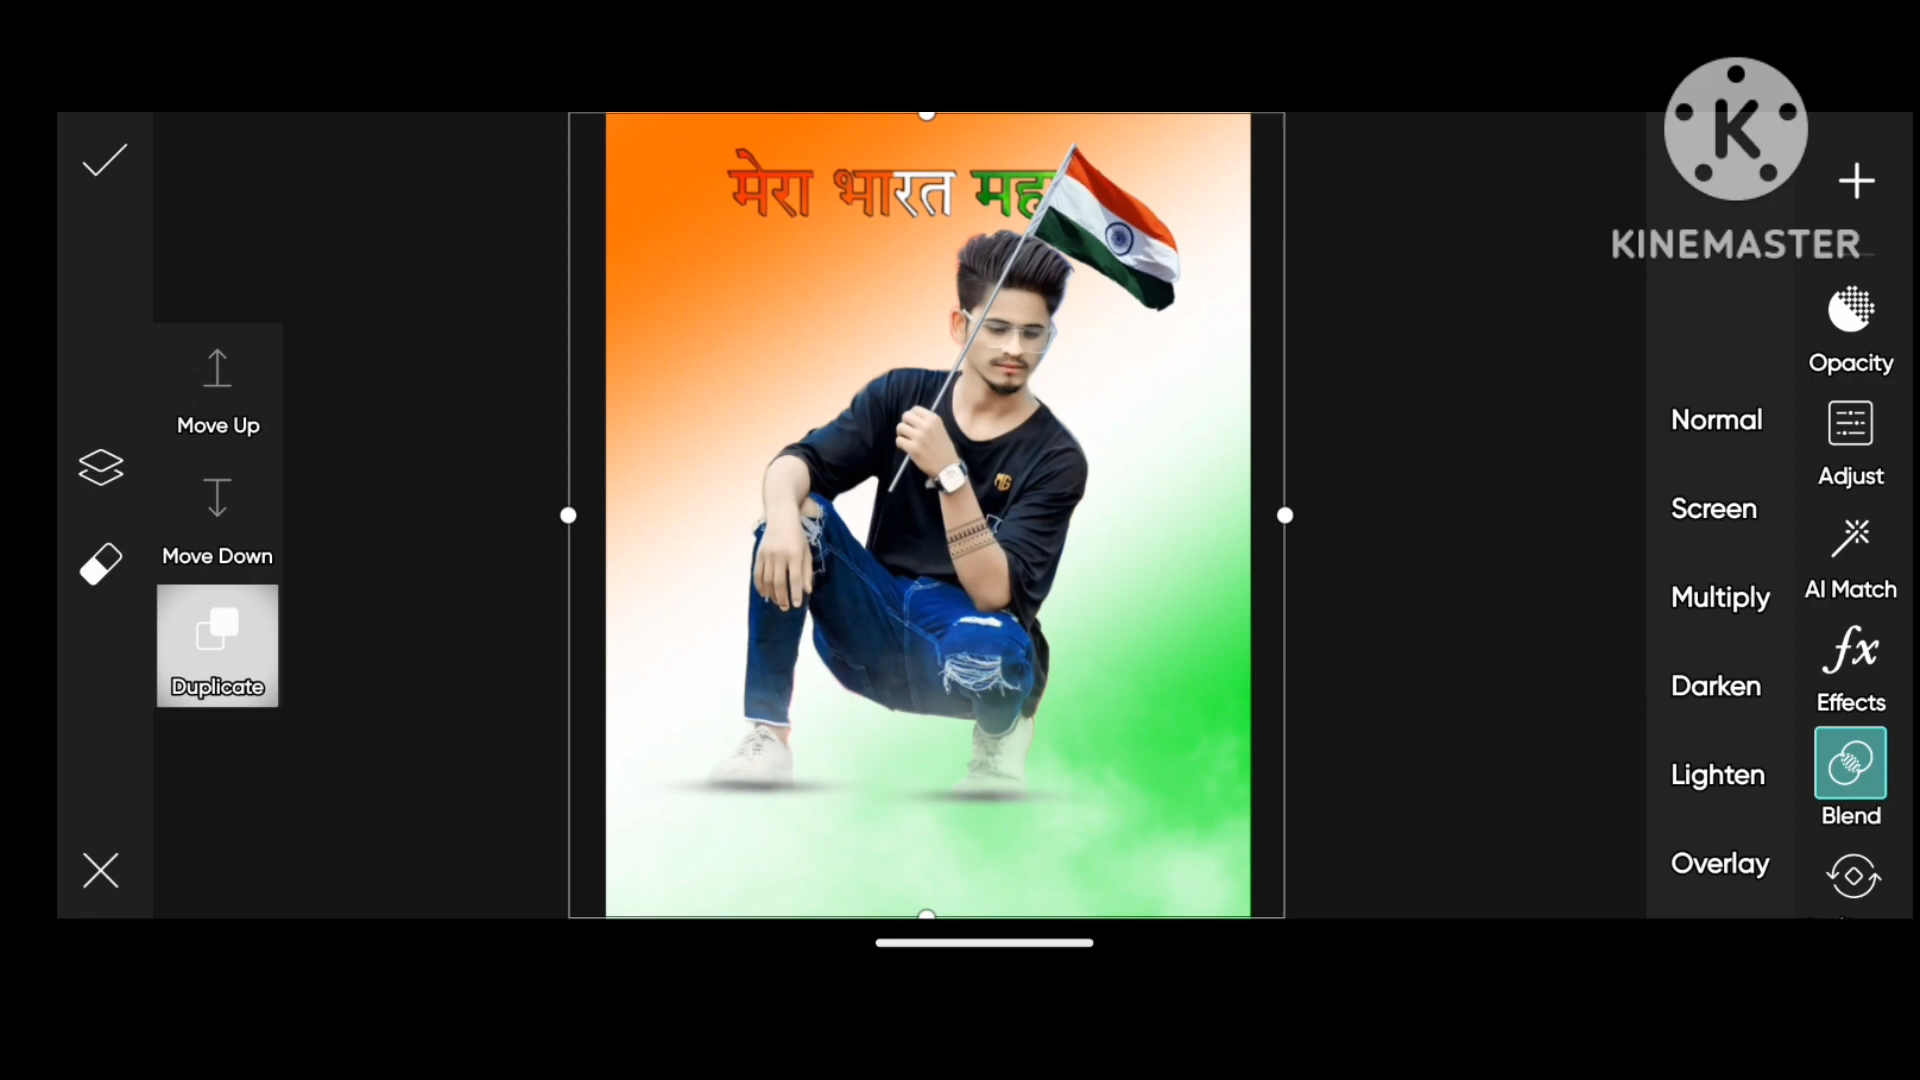 मेरा भारत
KINEMASTER
Opacity
Move Up
Normal
Adjust
Screen
Move Down
AI Match
Multiply
Duplicate
Darken
Effects
Lighten
Blend
Overlay
MG